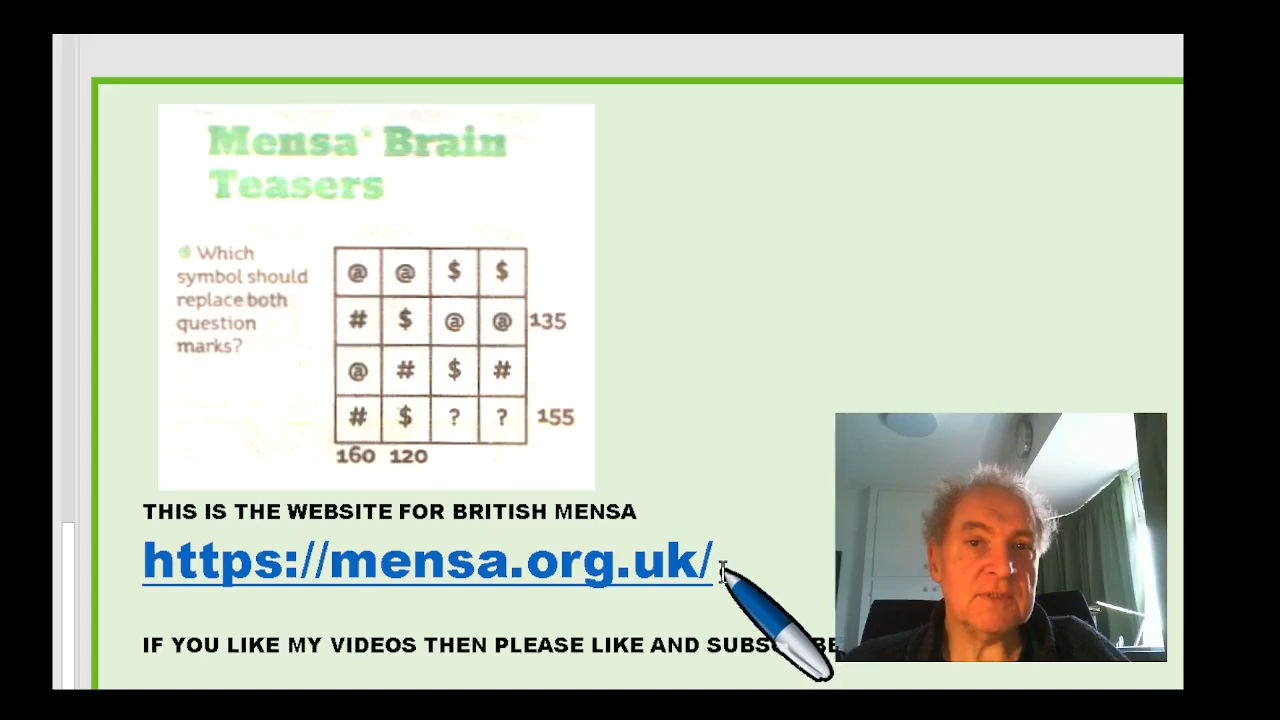 Mensa® Brain
Teasers
Which
symbol should
replace both
question
marks?
@ @ $ $
# $ @ @ 135
@ # $ #
# $ ? ? 155
160 120
THIS IS THE WEBSITE FOR BRITISH MENSA
https://mensa.org.uk/
IF YOU LIKE MY VIDEOS THEN PLEASE LIKE AND